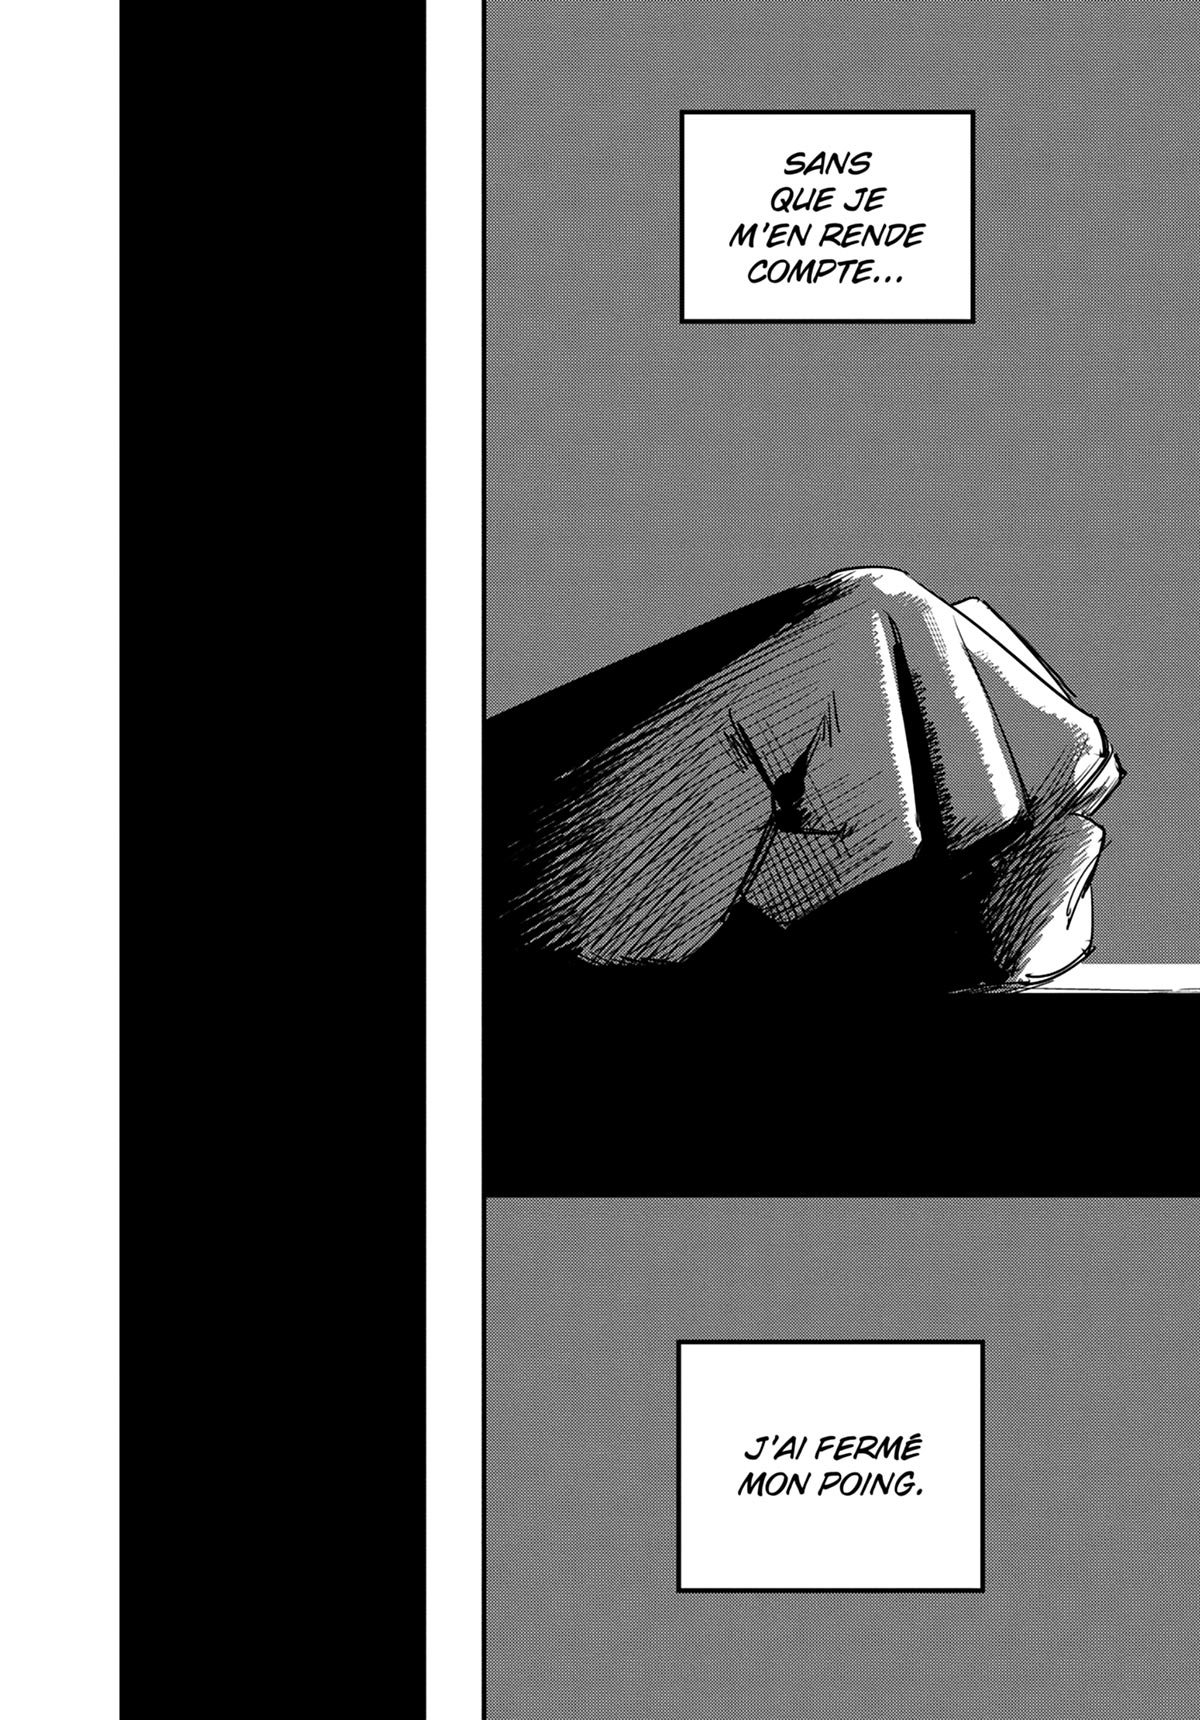 SANS
QUE JE
M'EN RENDE
COMPTE...
J'AI FERMÉ
MON POING.